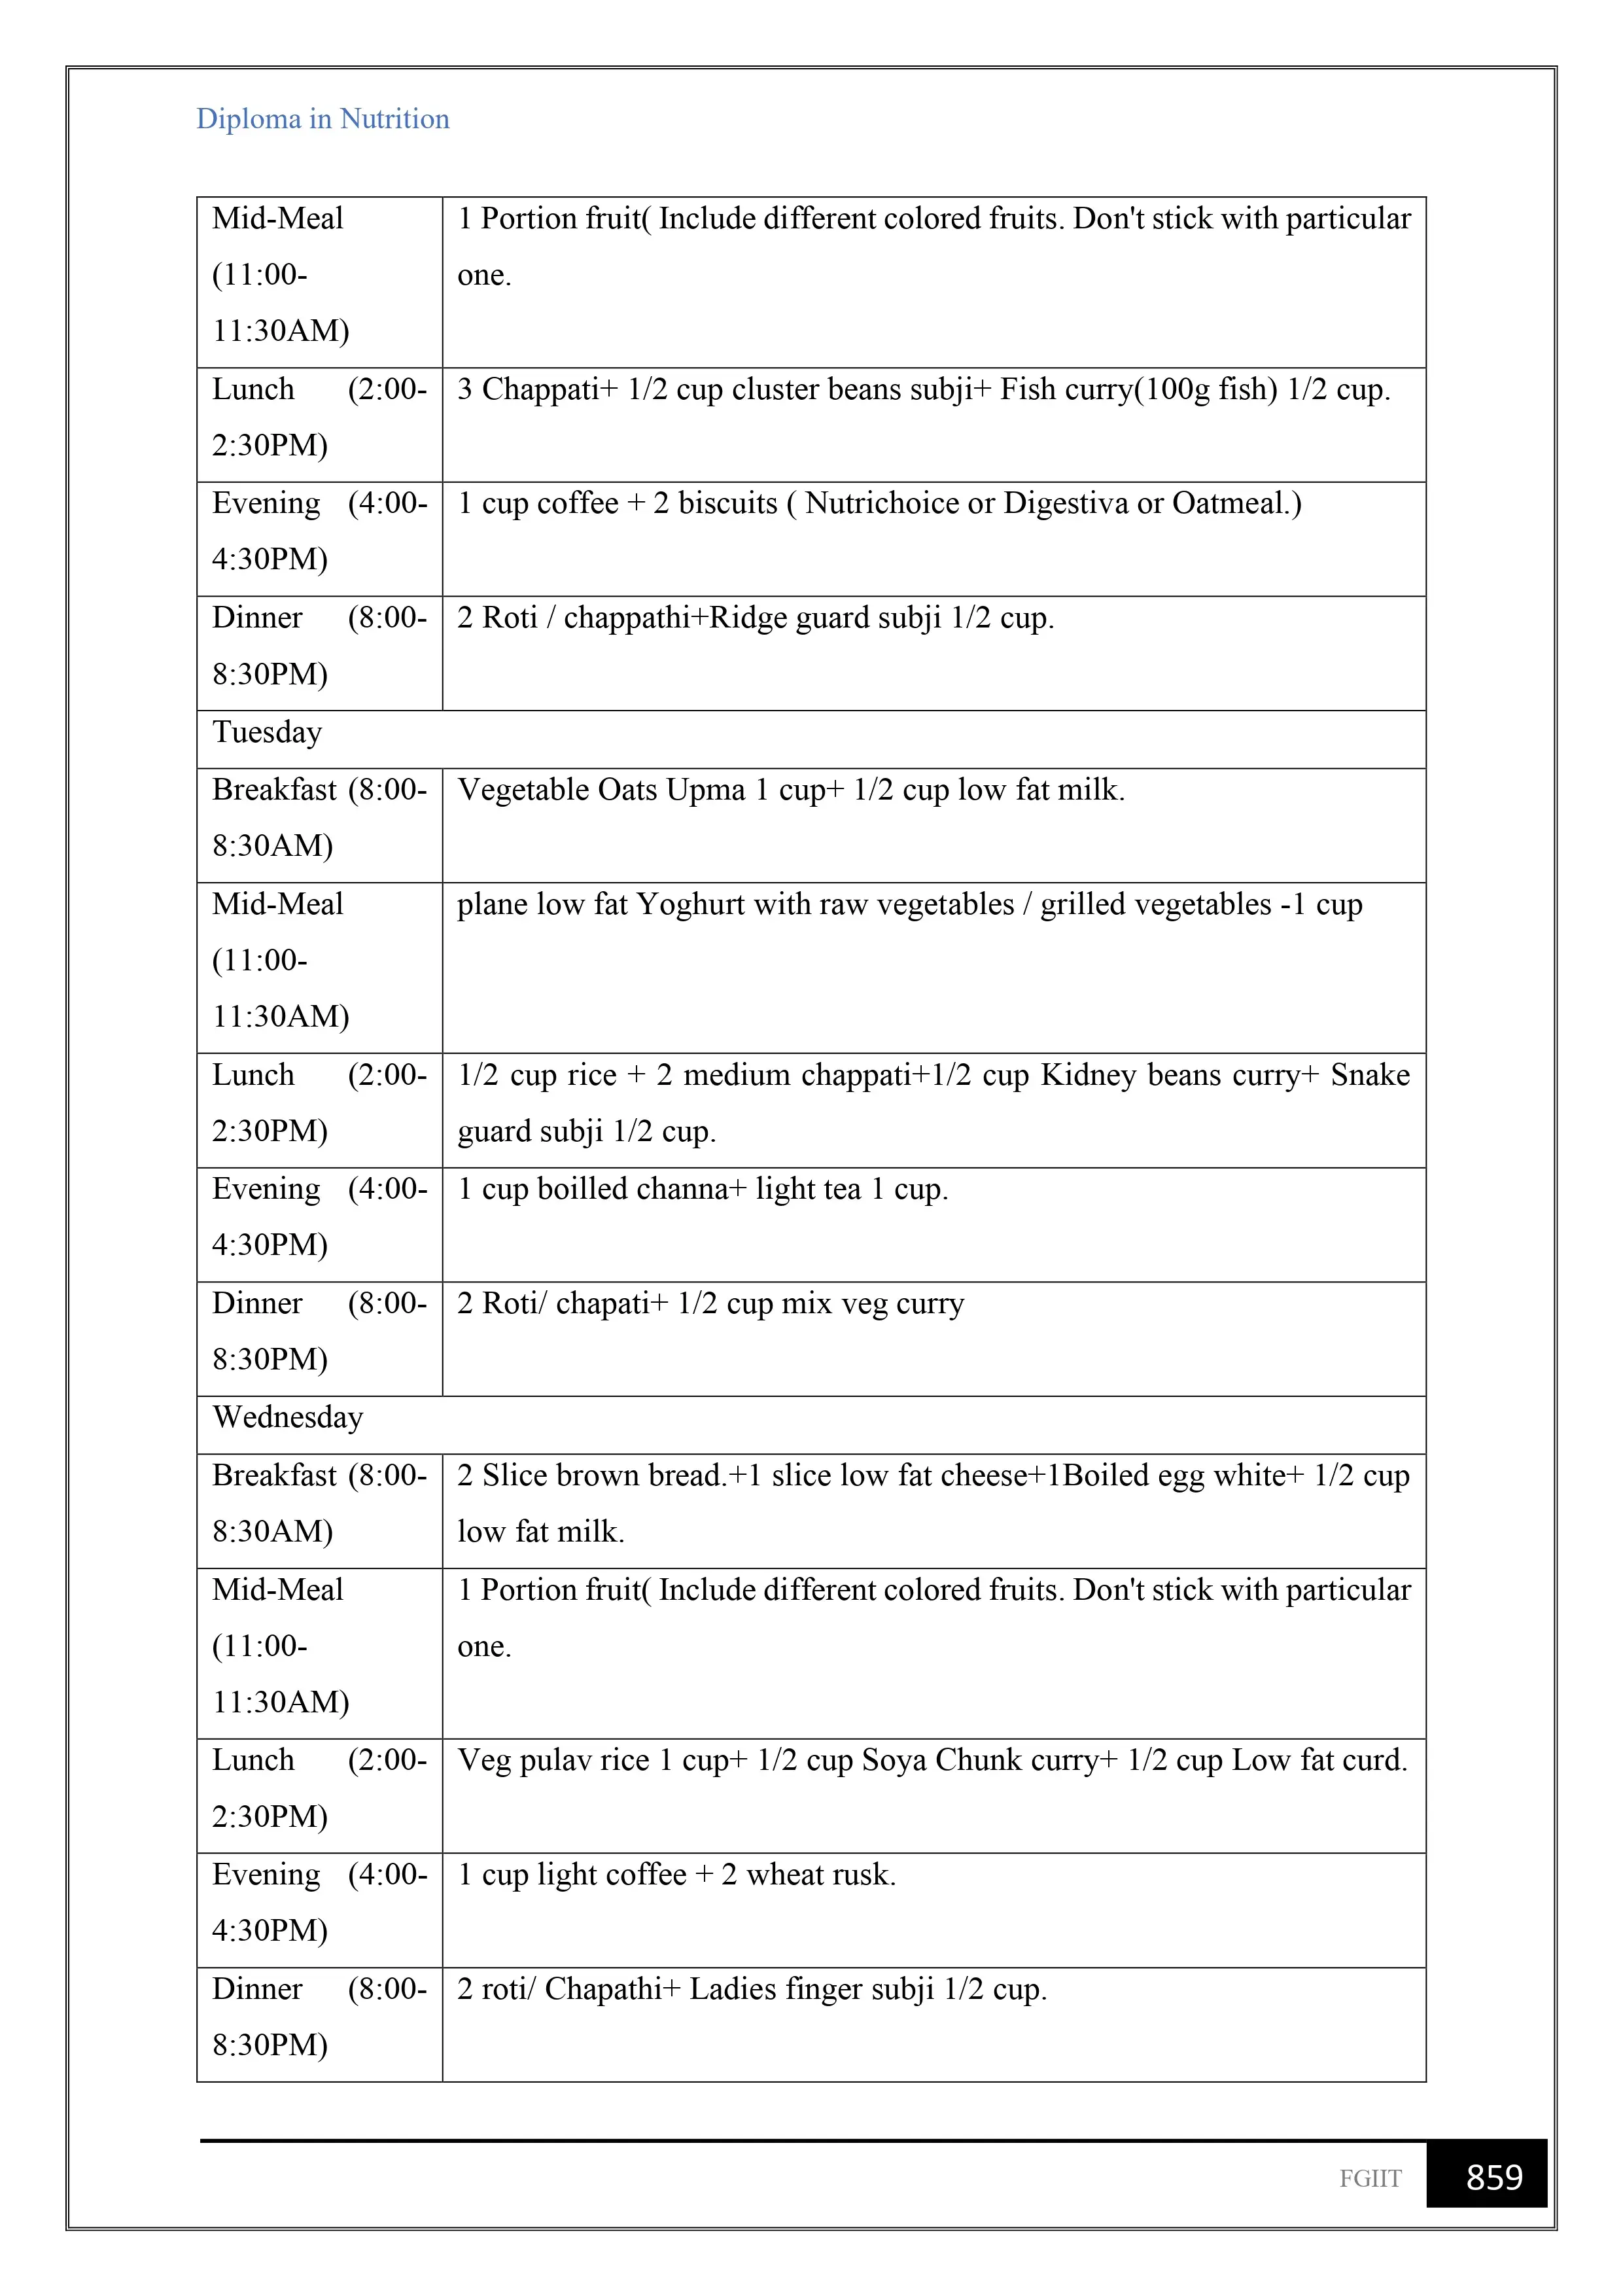 Diploma in Nutrition
Mid-Meal
(11:00-
11:30AM)
1 Portion fruit( Include different colored fruits. Don't stick with particular
one.
Lunch (2:00-
2:30PM)
3 Chappati+ 1/2 cup cluster beans subji+ Fish curry(100g fish) 1/2 cup.
Evening (4:00-
4:30PM)
1 cup coffee + 2 biscuits ( Nutrichoice or Digestiva or Oatmeal.)
Dinner (8:00-
8:30PM)
2 Roti / chappathi+Ridge guard subji 1/2 cup.
Tuesday
Breakfast (8:00-
8:30AM)
Vegetable Oats Upma 1 cup+ 1/2 cup low fat milk.
Mid-Meal
(11:00-
11:30AM)
plane low fat Yoghurt with raw vegetables / grilled vegetables -1 cup
Lunch (2:00-
2:30PM)
1/2 cup rice + 2 medium chappati+1/2 cup Kidney beans curry+ Snake
guard subji 1/2 cup.
Evening (4:00-
4:30PM)
1 cup boilled channa+ light tea 1 cup.
Dinner (8:00-
8:30PM)
2 Roti/ chapati+ 1/2 cup mix veg curry
Wednesday
Breakfast (8:00-
8:30AM)
2 Slice brown bread.+1 slice low fat cheese+1Boiled egg white+ 1/2 cup
low fat milk.
Mid-Meal
(11:00-
11:30AM)
1 Portion fruit( Include different colored fruits. Don't stick with particular
one.
Lunch (2:00-
2:30PM)
Veg pulav rice 1 cup+ 1/2 cup Soya Chunk curry+ 1/2 cup Low fat curd.
Evening (4:00-
4:30PM)
1 cup light coffee + 2 wheat rusk.
Dinner (8:00-
8:30PM)
2 roti/ Chapathi+ Ladies finger subji 1/2 cup.
FGIIT 859